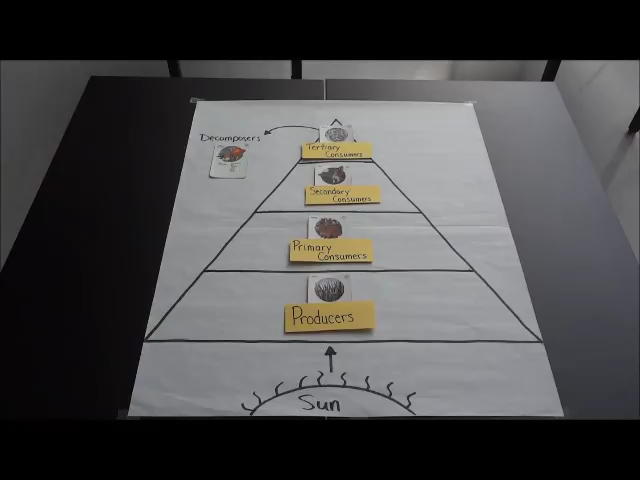 Decomposers
Tertiary
Consumers
Secondary
Consumers
Primary
Consumers
Producers
Sun